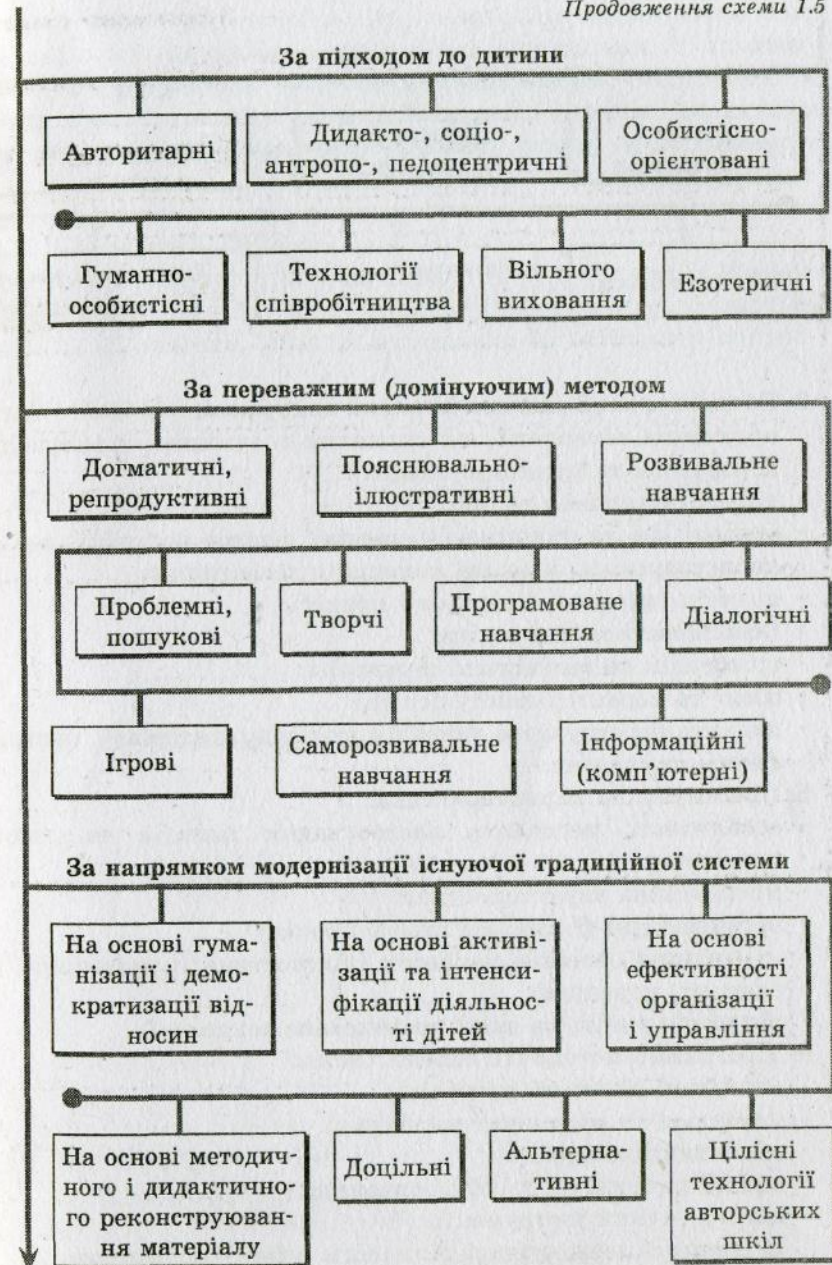 Продовження схеми 1.5
За підходом до дитини
Авторитарні
Дидакто-, соціо-,
антропо-, педоцентричні
Особистісно-
орієнтовані
Гуманно-
особистісні
Технології
співробітництва
Вільного
виховання
Езотеричні
За переважним (домінуючим) методом
Догматичні,
репродуктивні
Пояснювально-
ілюстративні
Розвивальне
навчання
Проблемні,
пошукові
Творчі
Програмоване
навчання
Діалогічні
Ігрові
Саморозвивальне
навчання
Інформаційні
(комп’ютерні)
За напрямком модернізації існуючої традиційної системи
На основі гума-
нізації і демо-
кратизації від-
носин
На основі активі-
зації та інтенси-
фікації діяльнос-
ті дітей
На основі
ефективності
організації
і управління
На основі методич-
ного і дидактично-
го реконструюван-
ня матеріалу
Доцільні
Альтерна-
тивні
Цілісні
технології
авторських
шкіл